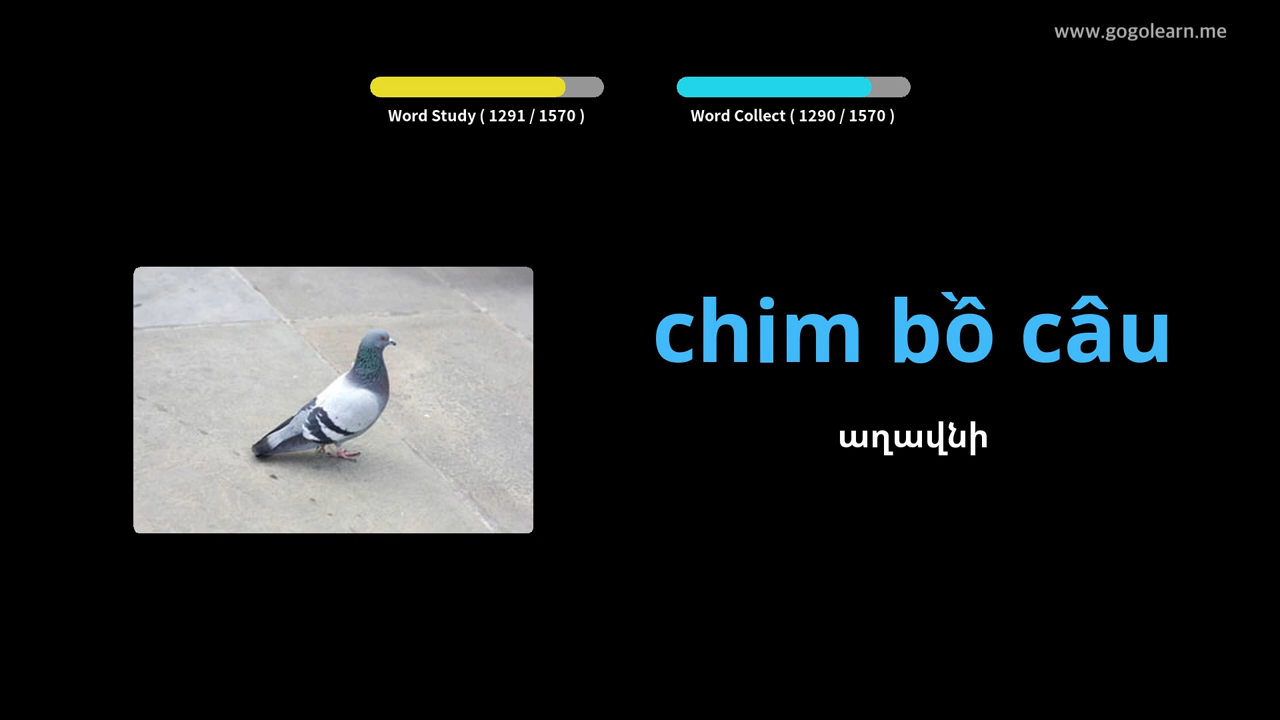 www.gogolearn.me
Word Study ( 1291 / 1570 )
Word Collect ( 1290 / 1570 )
chim bồ câu
աղավնի